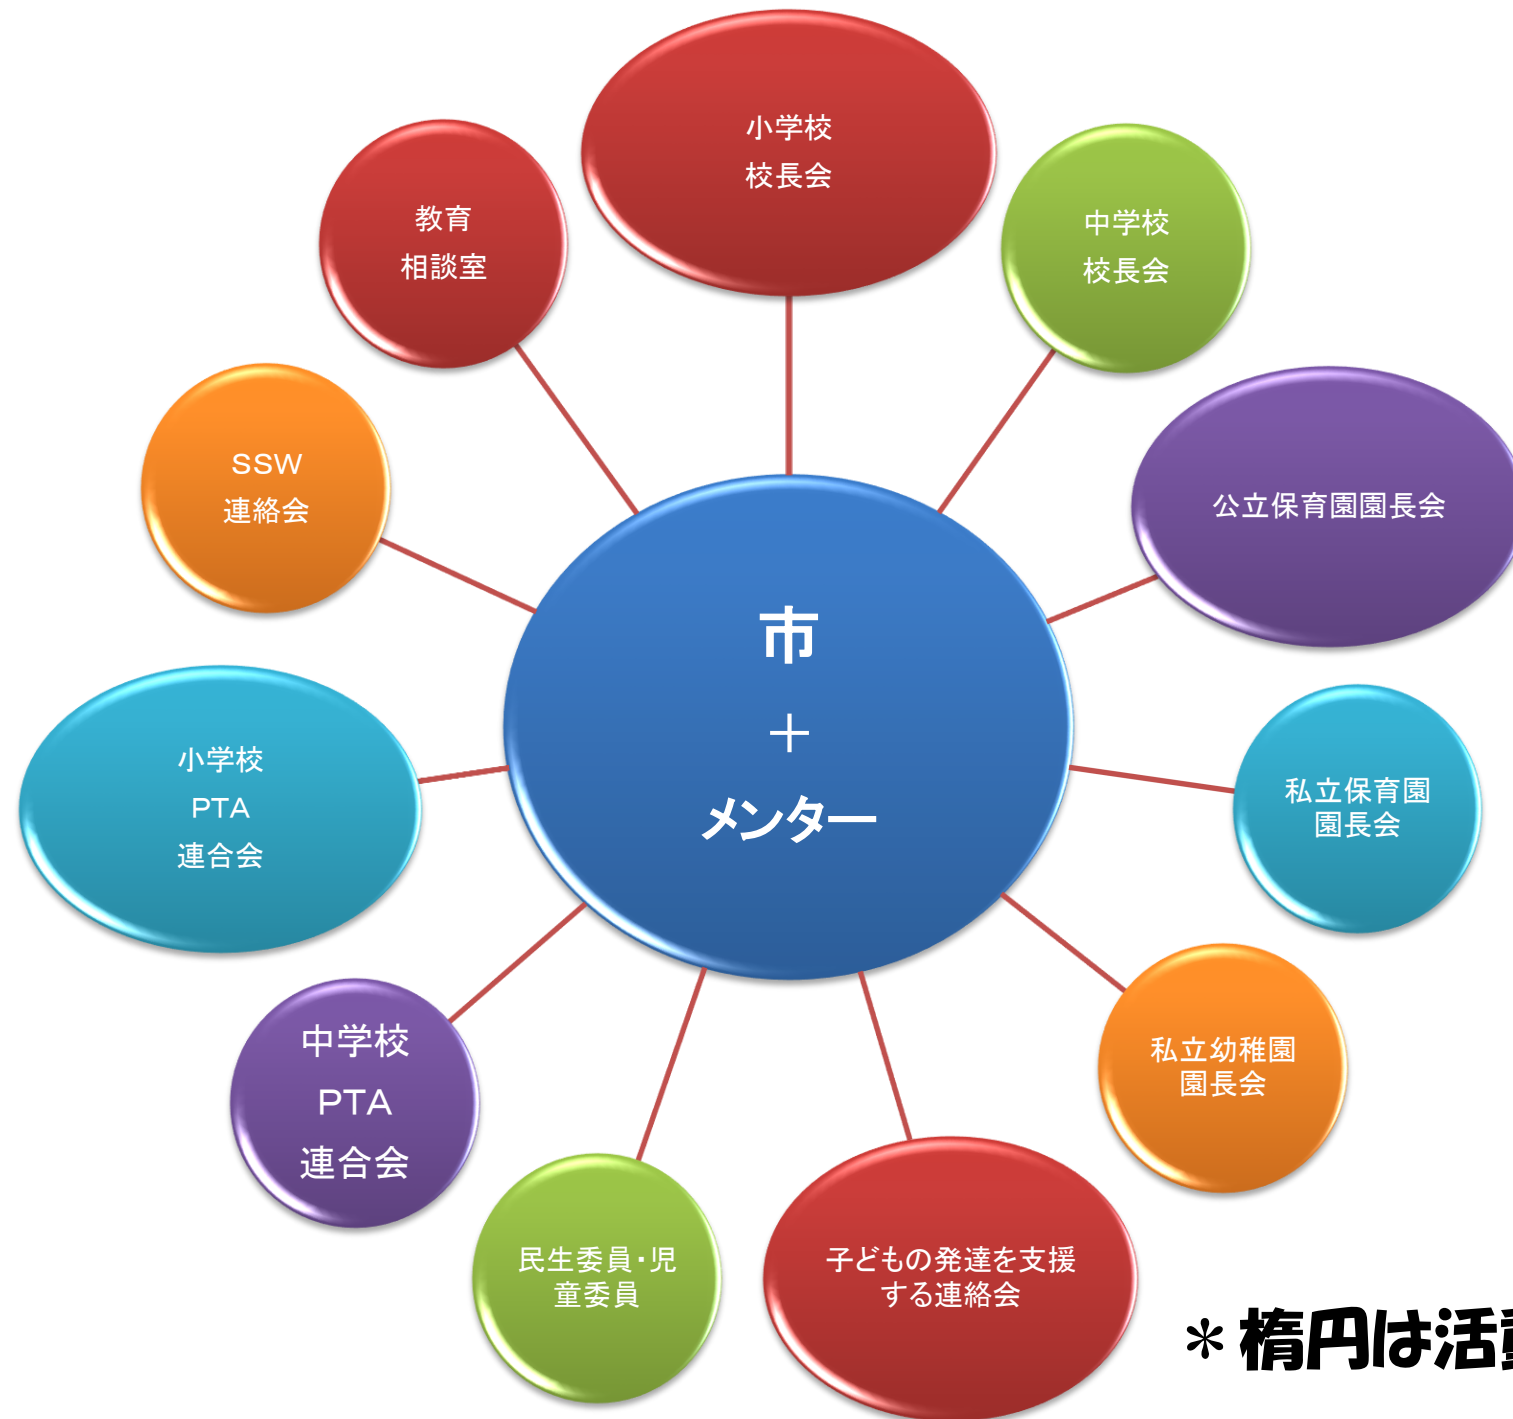 小学校
校長会
中学校
校長会
公立保育園園長会
私立保育園
園長会
私立幼稚園
園長会
子どもの発達を支援
する連絡会
民生委員・児
童委員
中学校
PTA
連合会
小学校
PTA
連合会
SSW
連絡会
教育
相談室
市
＋
メンター
＊楕円は活動